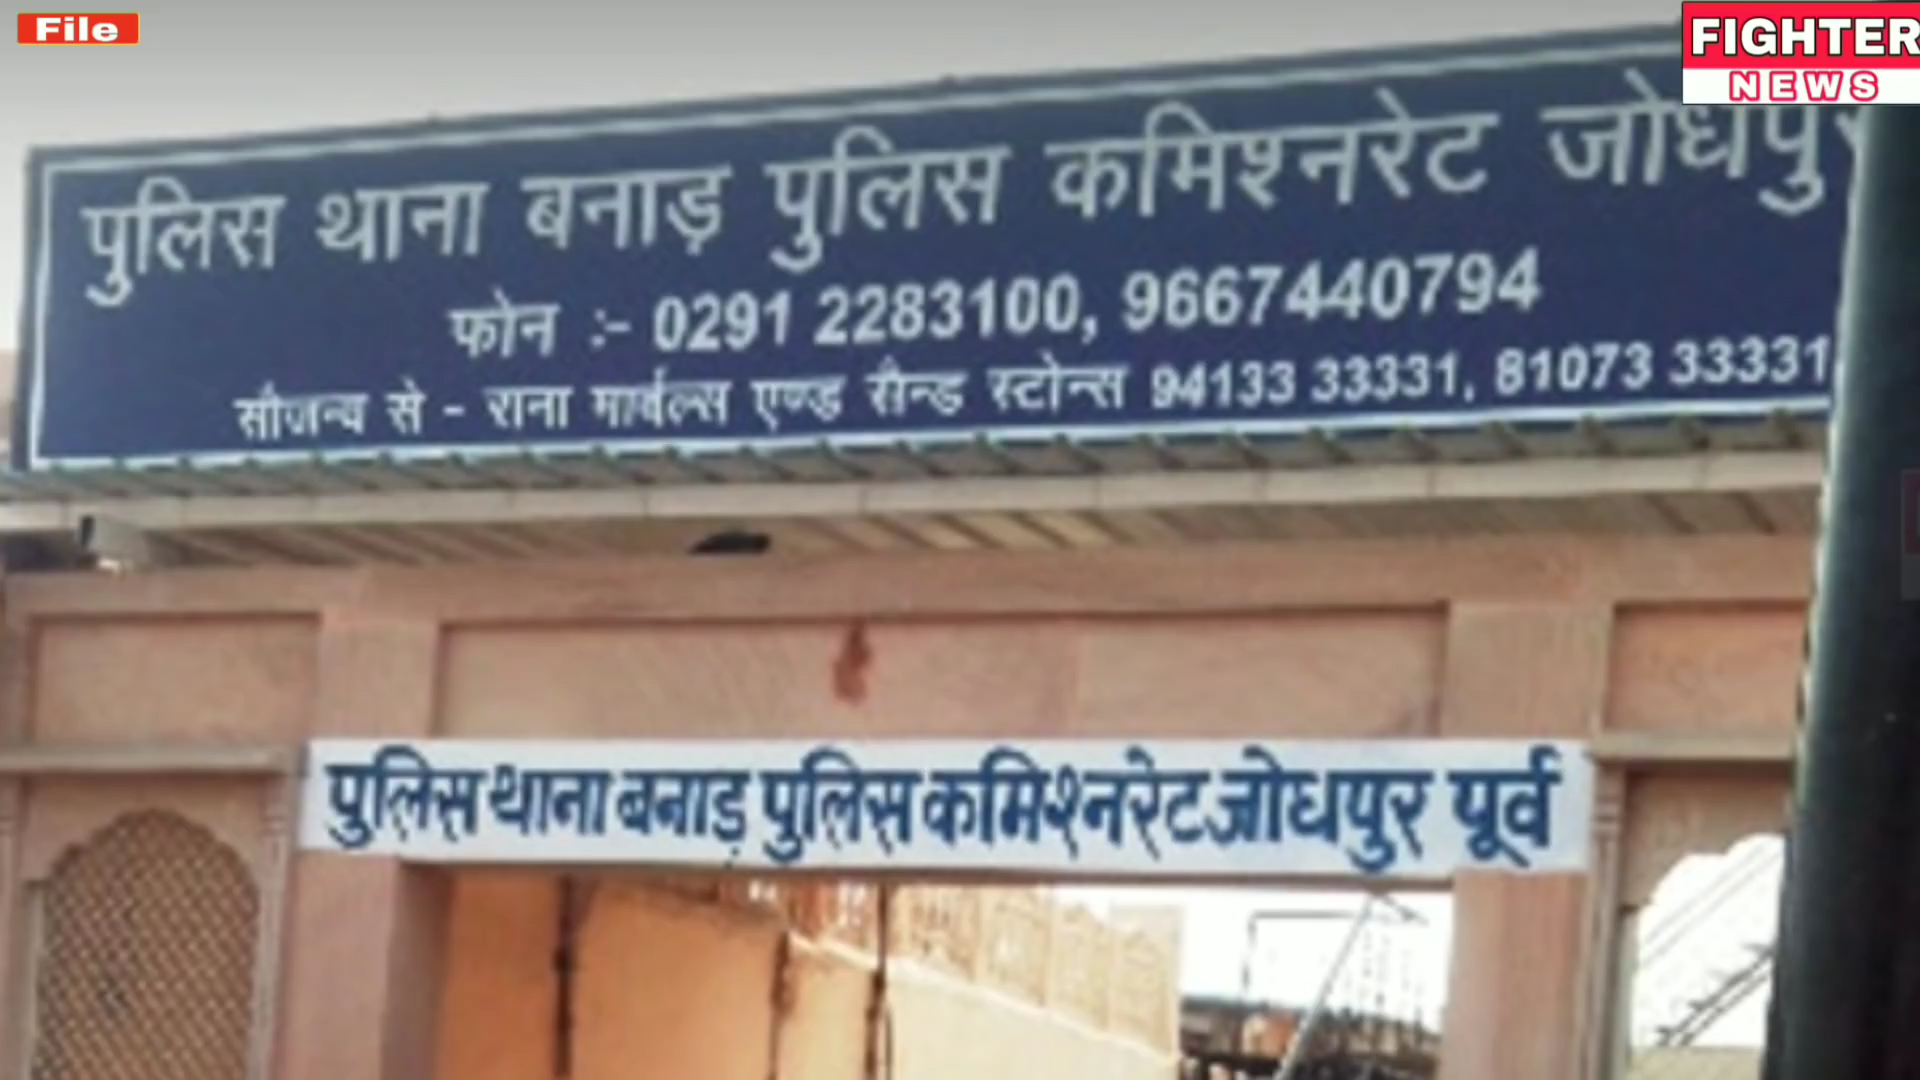 File
FIGHTER
NEWS
पुलिस थाना बनाड़ पुलिस कमिश्नरेट जोधपुर
फोन :- 0291 2283100, 9667440794
सौजन्य से - राना मार्बल्स एण्ड सैन्ड स्टोन्स 94133 33331, 81073 33331
पुलिस थाना बनाड़ पुलिस कमिश्नरेट जोधपुर पूर्व